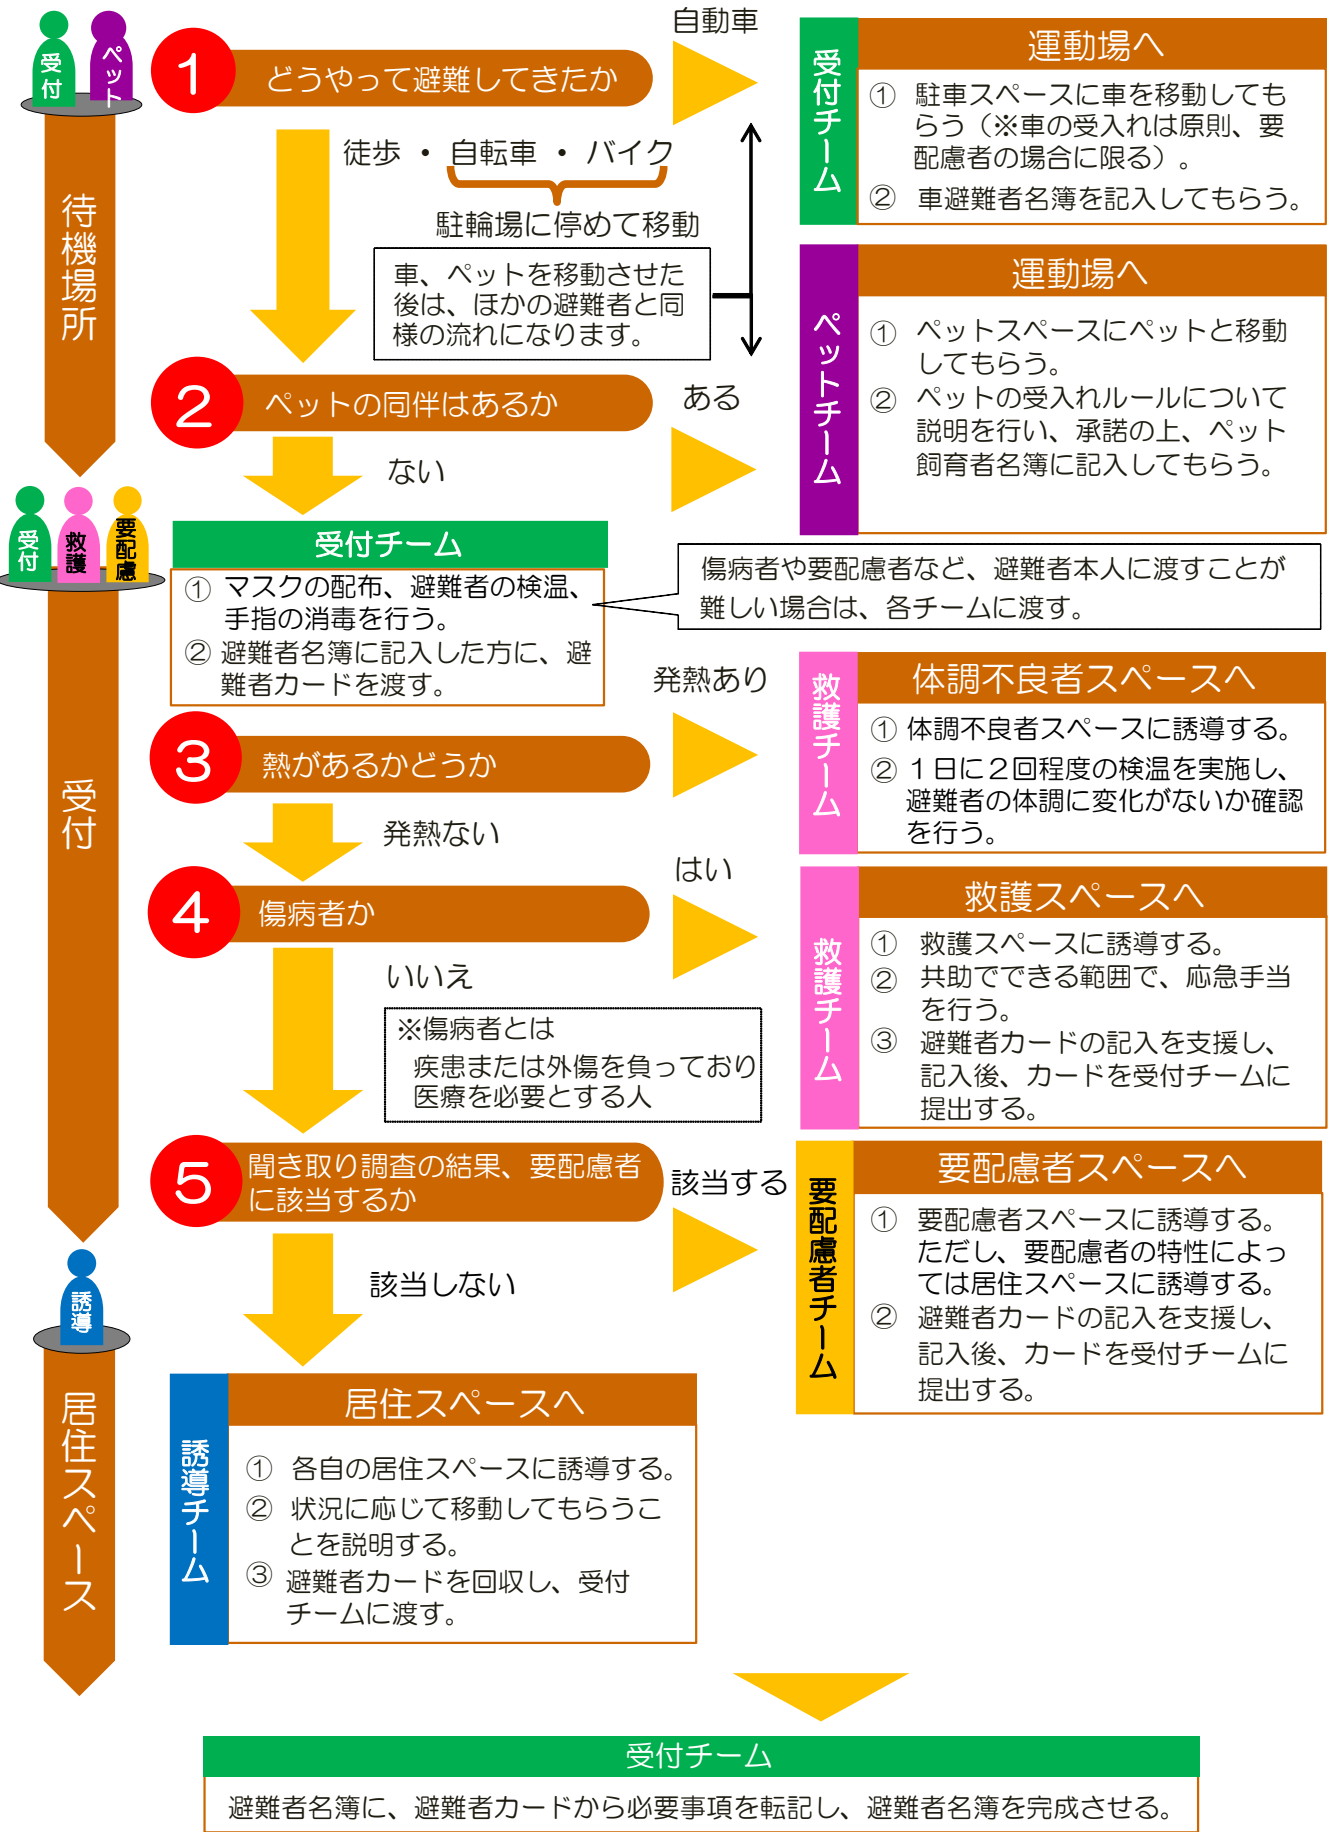 受付
ペット
待機場所
1
どうやって避難してきたか
自動車
徒歩 ・ 自転車 ・ バイク
駐輪場に停めて移動
車、ペットを移動させた
後は、ほかの避難者と同
様の流れになります。
受付チーム
運動場へ
① 駐車スペースに車を移動しても
らう（※車の受入れは原則、要
配慮者の場合に限る）。
② 車避難者名簿を記入してもらう。
2
ペットの同伴はあるか
ある
ない
ペットチーム
運動場へ
① ペットスペースにペットと移動
してもらう。
② ペットの受入れルールについて
説明を行い、承諾の上、ペット
飼育者名簿に記入してもらう。
受付
救護
要配慮
受付
受付チーム
① マスクの配布、避難者の検温、
手指の消毒を行う。
② 避難者名簿に記入した方に、避
難者カードを渡す。
傷病者や要配慮者など、避難者本人に渡すことが
難しい場合は、各チームに渡す。
3
熱があるかどうか
発熱あり
発熱ない
救護チーム
体調不良者スペースへ
① 体調不良者スペースに誘導する。
② １日に２回程度の検温を実施し、
避難者の体調に変化がないか確認
を行う。
4
傷病者か
はい
いいえ
※傷病者とは
疾患または外傷を負っており
医療を必要とする人
救護チーム
救護スペースへ
① 救護スペースに誘導する。
② 共助でできる範囲で、応急手当
を行う。
③ 避難者カードの記入を支援し、
記入後、カードを受付チームに
提出する。
5
聞き取り調査の結果、要配慮者
に該当するか
該当する
該当しない
要配慮者チーム
要配慮者スペースへ
① 要配慮者スペースに誘導する。
ただし、要配慮者の特性によっ
ては居住スペースに誘導する。
② 避難者カードの記入を支援し、
記入後、カードを受付チームに
提出する。
誘導
居住スペース
誘導チーム
居住スペースへ
① 各自の居住スペースに誘導する。
② 状況に応じて移動してもらうこ
とを説明する。
③ 避難者カードを回収し、受付
チームに渡す。
受付チーム
避難者名簿に、避難者カードから必要事項を転記し、避難者名簿を完成させる。